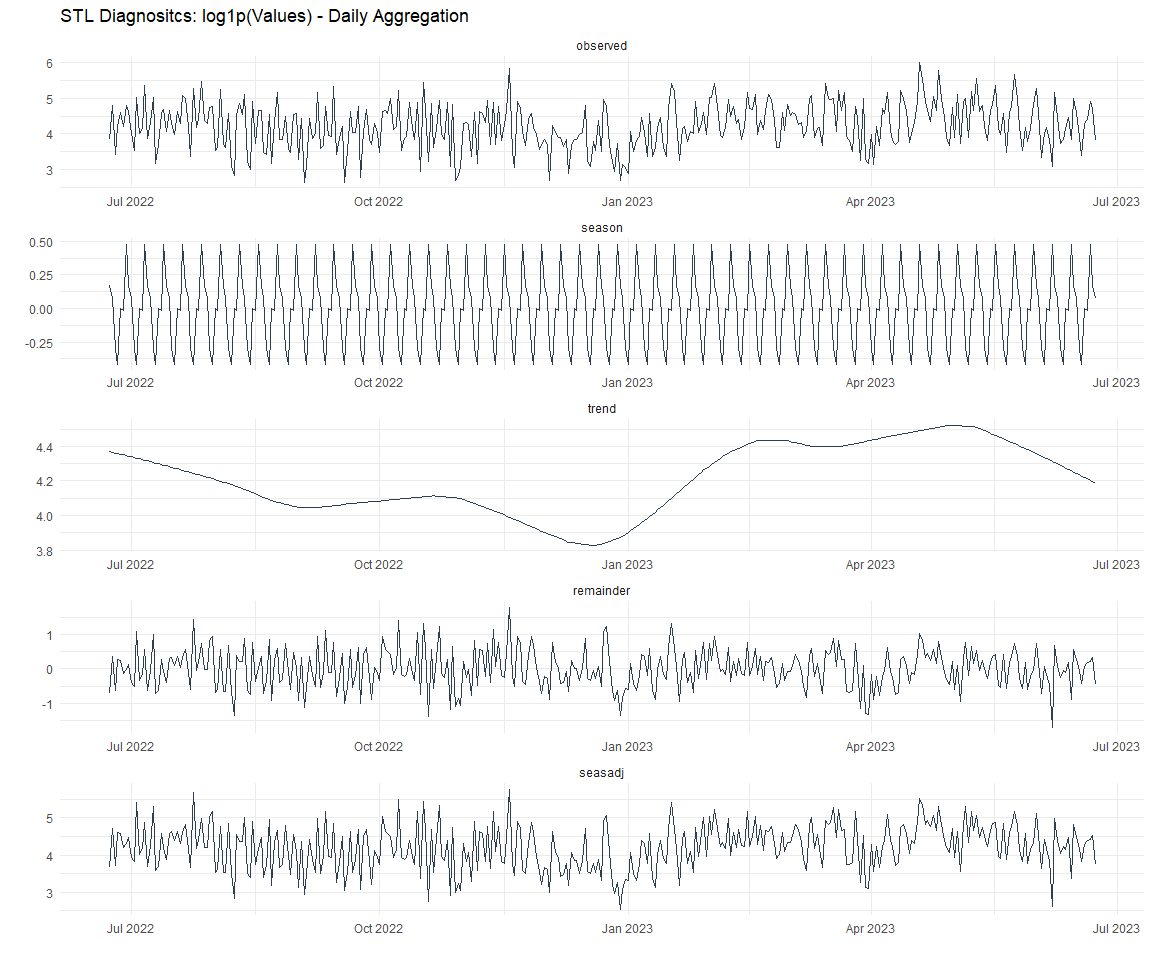 STL Diagnositcs: log1p(Values) - Daily Aggregation
observed
6
5
4
3
Jul 2022 Oct 2022 Jan 2023 Apr 2023 Jul 2023
season
0.50
0.25
0.00
-0.25
Jul 2022 Oct 2022 Jan 2023 Apr 2023 Jul 2023
trend
4.4
4.2
4.0
3.8
Jul 2022 Oct 2022 Jan 2023 Apr 2023 Jul 2023
remainder
1
0
-1
Jul 2022 Oct 2022 Jan 2023 Apr 2023 Jul 2023
seasadj
5
4
3
Jul 2022 Oct 2022 Jan 2023 Apr 2023 Jul 2023